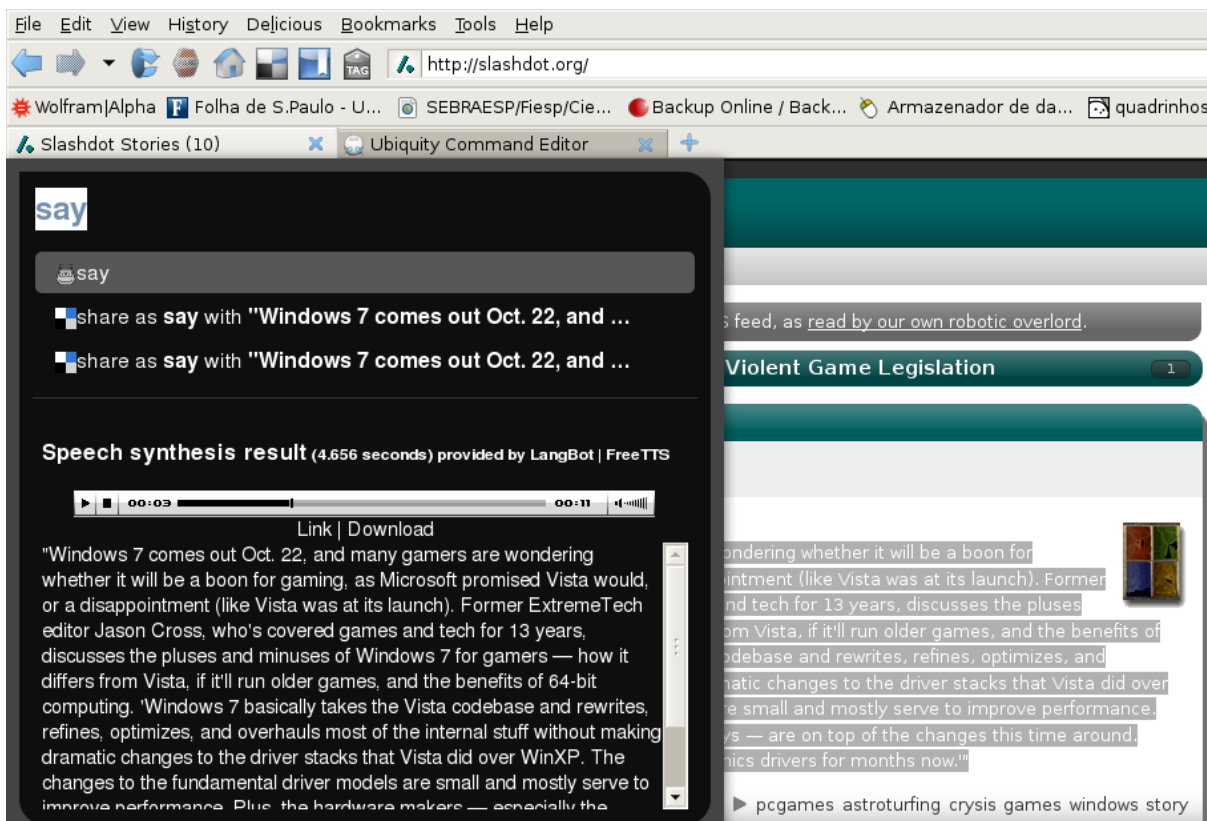 File Edit View History Delicious Bookmarks Tools Help
TAG http://slashdot.org/
Wolfram|Alpha F Folha de S.Paulo - U... SEBRAESP/Fiesp/Cie... Backup Online / Back... Armazenador de da... quadrinhos
Slashdot Stories (10) Ubiquity Command Editor
say
say
share as say with "Windows 7 comes out Oct. 22, and ...
share as say with "Windows 7 comes out Oct. 22, and ...
Speech synthesis result (4.656 seconds) provided by LangBot | FreeTTS
00:03 00:11
Link | Download
"Windows 7 comes out Oct. 22, and many gamers are wondering
whether it will be a boon for gaming, as Microsoft promised Vista would,
or a disappointment (like Vista was at its launch). Former ExtremeTech
editor Jason Cross, who's covered games and tech for 13 years,
discusses the pluses and minuses of Windows 7 for gamers — how it
differs from Vista, if it'll run older games, and the benefits of 64-bit
computing. 'Windows 7 basically takes the Vista codebase and rewrites,
refines, optimizes, and overhauls most of the internal stuff without making
dramatic changes to the driver stacks that Vista did over WinXP. The
changes to the fundamental driver models are small and mostly serve to
improve performance. Plus, the hardware makers — especially the
S feed, as read by our own robotic overlord.
Violent Game Legislation 1
ondering whether it will be a boon for
intment (like Vista was at its launch). Former
nd tech for 13 years, discusses the pluses
om Vista, if it'll run older games, and the benefits of
odebase and rewrites, refines, optimizes, and
natic changes to the driver stacks that Vista did over
re small and mostly serve to improve performance.
ys — are on top of the changes this time around.
nics drivers for months now.'"
pcgames astroturfing crysis games windows story